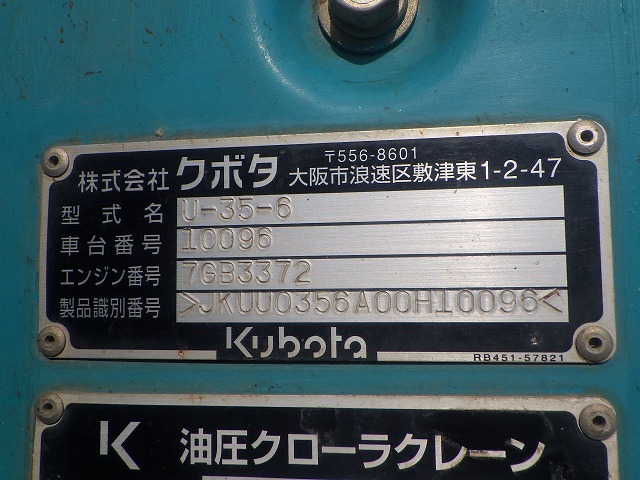 〒556-8601
株式会社 クボタ 大阪市浪速区敷津東1-2-47
型式名 U-35-6
車台番号 10096
エンジン番号 7GB3372
製品識別番号 >JKUU0356A00H10096<
Kubota
RB451-57821
K 油圧クローラクレーン